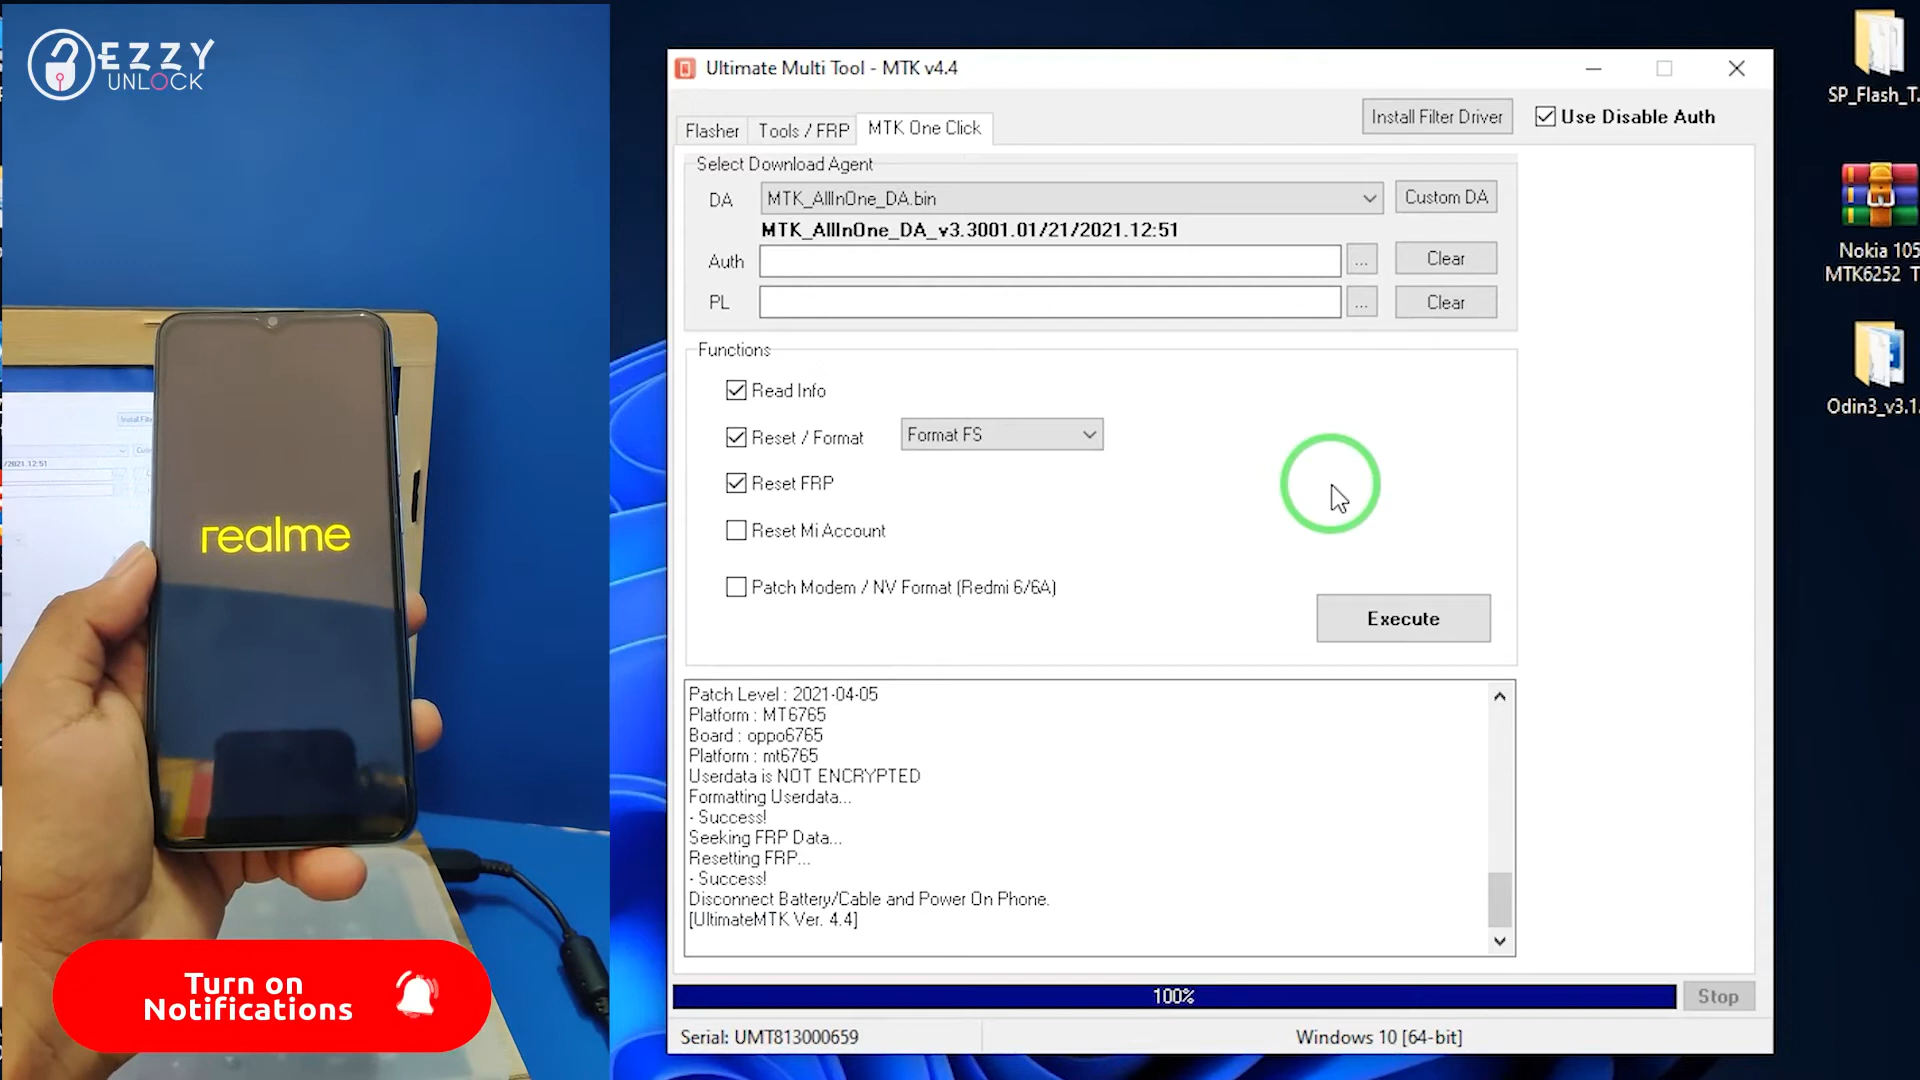 EZZY
UNLOCK
realme
Turn on
Notifications
Ultimate Multi Tool - MTK v4.4
Flasher
Tools / FRP
MTK One Click
Install Filter Driver
Use Disable Auth
Select Download Agent
DA
MTK_AllInOne_DA.bin
Custom DA
MTK_AllInOne_DA_v3.3001.01/21/2021.12:51
Auth
...
Clear
PL
...
Clear
Functions
Read Info
Reset / Format
Format FS
Reset FRP
Reset Mi Account
Patch Modem / NV Format (Redmi 6/6A)
Execute
Patch Level : 2021-04-05
Platform : MT6765
Board : oppo6765
Platform : mt6765
Userdata is NOT ENCRYPTED
Formatting Userdata...
- Success!
Seeking FRP Data...
Resetting FRP...
- Success!
Disconnect Battery/Cable and Power On Phone.
[UltimateMTK Ver. 4.4]
100%
Stop
Serial: UMT813000659
Windows 10 [64-bit]
SP_Flash_T.
Nokia 105
MTK6252 T
Odin3_v3.1.